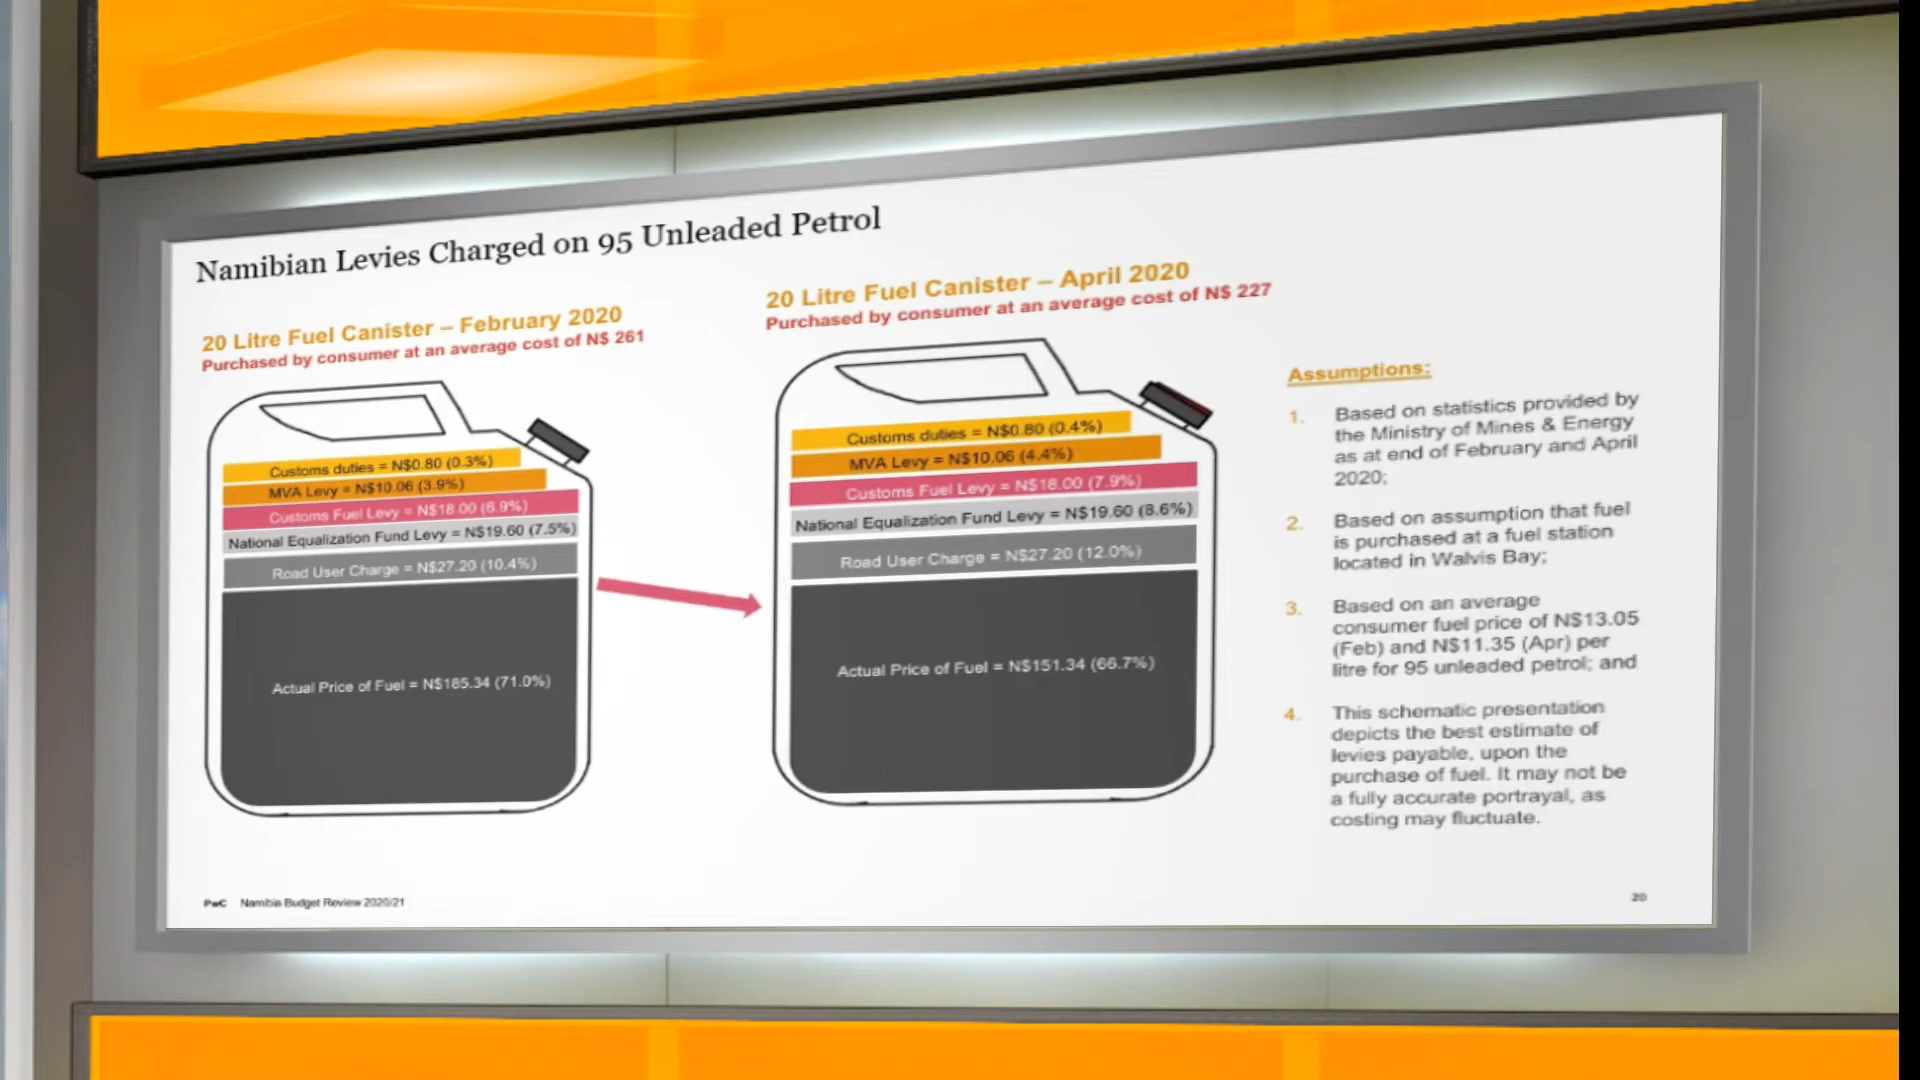 Namibian Levies Charged on 95 Unleaded Petrol
20 Litre Fuel Canister – February 2020
Purchased by consumer at an average cost of N$ 261
Customs duties = N$0.80 (0.3%)
MVA Levy = N$10.06 (3.9%)
Customs Fuel Levy = N$18.00 (6.9%)
National Equalization Fund Levy = N$19.60 (7.5%)
Road User Charge = N$27.20 (10.4%)
Actual Price of Fuel = N$185.34 (71.0%)
20 Litre Fuel Canister – April 2020
Purchased by consumer at an average cost of N$ 227
Customs duties = N$0.80 (0.4%)
MVA Levy = N$10.06 (4.4%)
Customs Fuel Levy = N$18.00 (7.9%)
National Equalization Fund Levy = N$19.60 (8.6%)
Road User Charge = N$27.20 (12.0%)
Actual Price of Fuel = N$151.34 (66.7%)
Assumptions:
1. Based on statistics provided by
the Ministry of Mines & Energy
as at end of February and April
2020;
2. Based on assumption that fuel
is purchased at a fuel station
located in Walvis Bay;
3. Based on an average
consumer fuel price of N$13.05
(Feb) and N$11.35 (Apr) per
litre for 95 unleaded petrol; and
4. This schematic presentation
depicts the best estimate of
levies payable, upon the
purchase of fuel. It may not be
a fully accurate portrayal, as
costing may fluctuate.
PwC Namibia Budget Review 2020/21
20